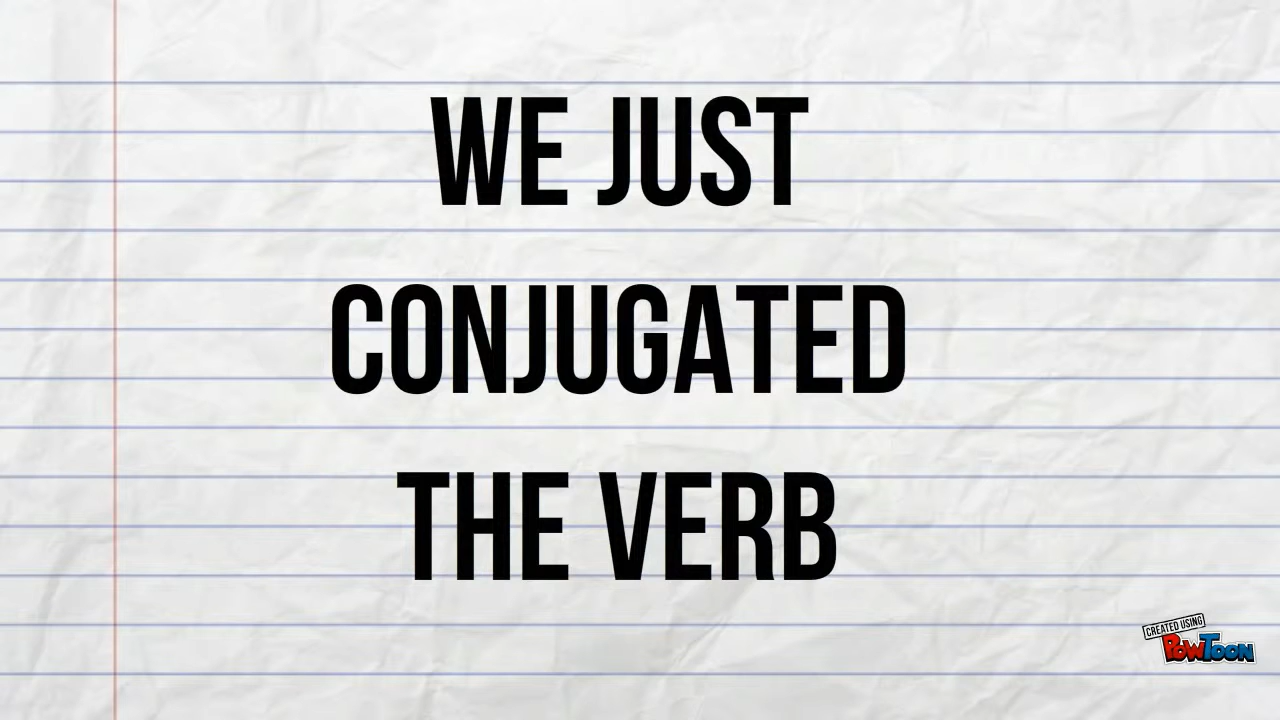 WE JUST
CONJUGATED
THE VERB
CREATED USING
POWTOON